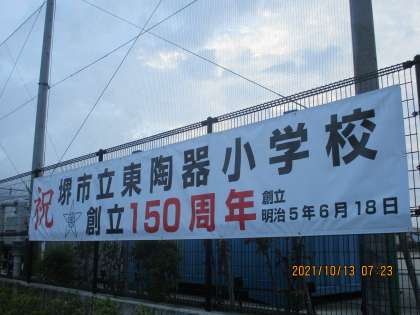 祝
堺市立東陶器小学校
創立150周年
創立
明治5年6月18日
2021/10/13 07:23